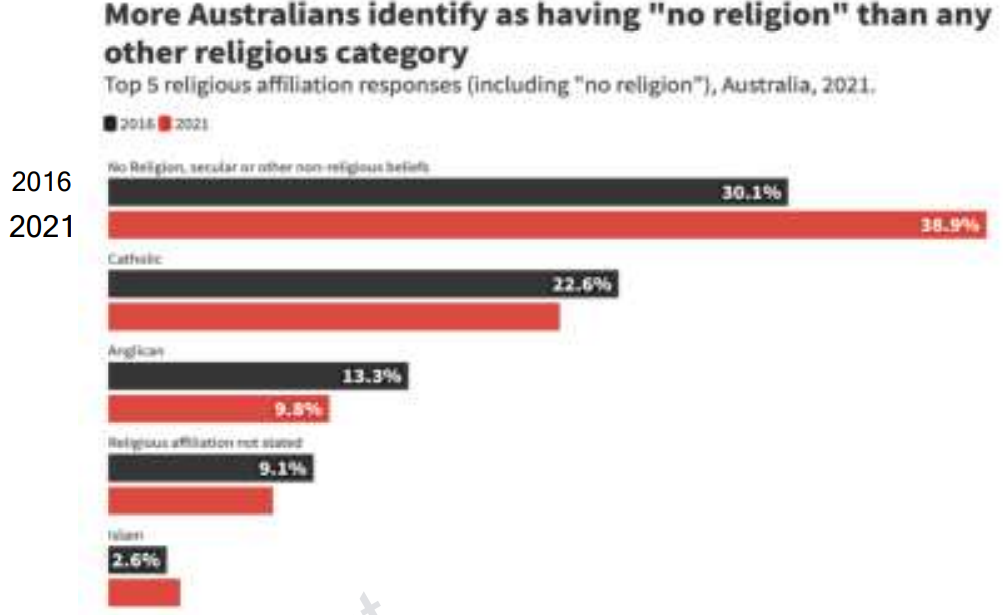 More Australians identify as having "no religion" than any
other religious category
Top 5 religious affiliation responses (including "no religion"), Australia, 2021.
2016 2021
No Religion, secular or other non-religious beliefs
2016 30.1%
2021 38.9%
Catholic
22.6%
Anglican
13.3%
9.8%
Religious affiliation not stated
9.1%
Islam
2.6%